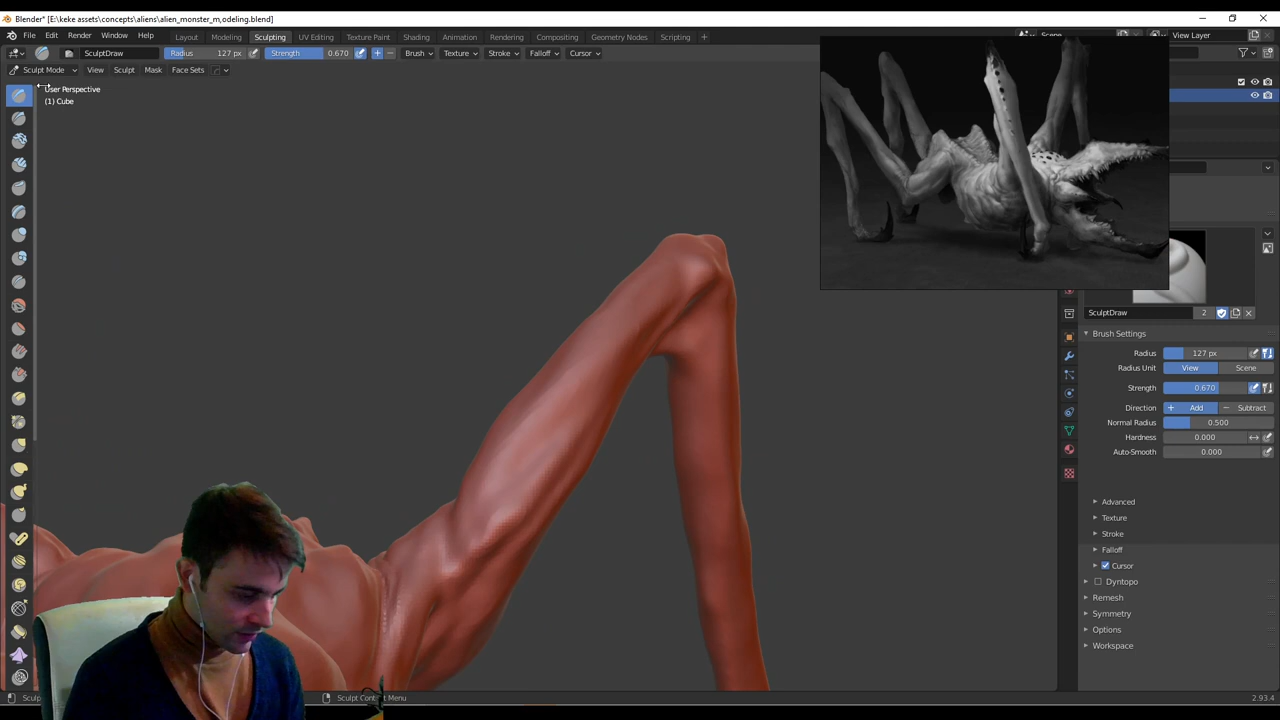 Blender* [E:\keke assets\concepts\aliens\alien_monster_m,odeling.blend]
File Edit Render Window Help Layout Modeling Sculpting UV Editing Texture Paint Shading Animation Rendering Compositing Geometry Nodes Scripting + Scene View Layer
SculptDraw Radius 127 px Strength 0.670 + − Brush Texture Stroke Falloff Cursor
Sculpt Mode View Sculpt Mask Face Sets
User Perspective
(1) Cube
SculptDraw 2
Brush Settings
Radius 127 px
Radius Unit View Scene
Strength 0.670
Direction + Add − Subtract
Normal Radius 0.500
Hardness 0.000
Auto-Smooth 0.000
Advanced
Texture
Stroke
Falloff
Cursor
Dyntopo
Remesh
Symmetry
Options
Workspace
Sculpt Context Menu 2.93.4